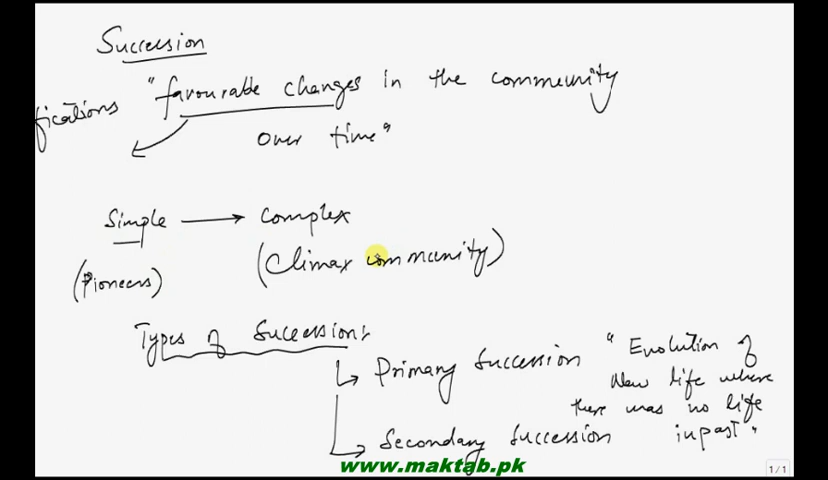 Succession
fications "favourable changes in the community
over time"
Simple → Complex
(Pioneers) (Climax community)
Types of Succession:
↳ Primary Succession "Evolution of
New life where
there was no life
in past"
↳ Secondary Succession
www.maktab.pk
1/1